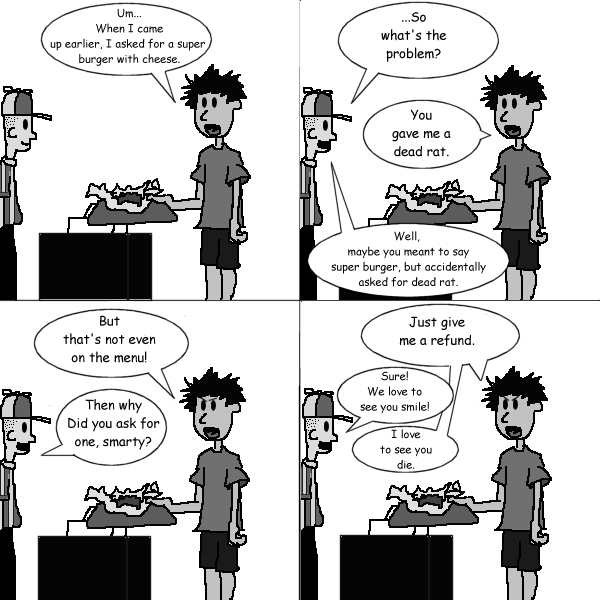 Um...
When I came
up earlier, I asked for a super
burger with cheese.
...So
what's the
problem?
You
gave me a
dead rat.
Well,
maybe you meant to say
super burger, but accidentally
asked for dead rat.
But
that's not even
on the menu!
Then why
Did you ask for
one, smarty?
Just give
me a refund.
Sure!
We love to
see you smile!
I love
to see you
die.